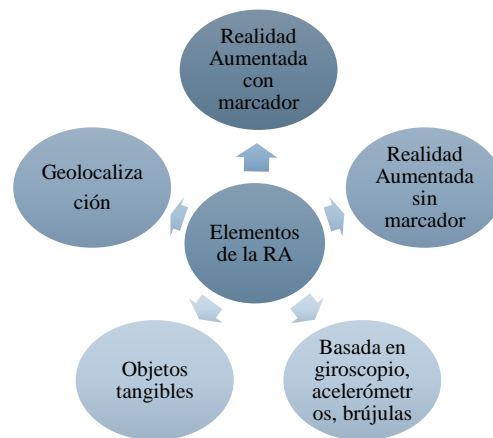 Realidad
Aumentada
con
marcador
Realidad
Aumentada
sin
marcador
Basada en
giroscopio,
acelerómetr
os, brújulas
Objetos
tangibles
Geolocaliza
ción
Elementos
de la RA